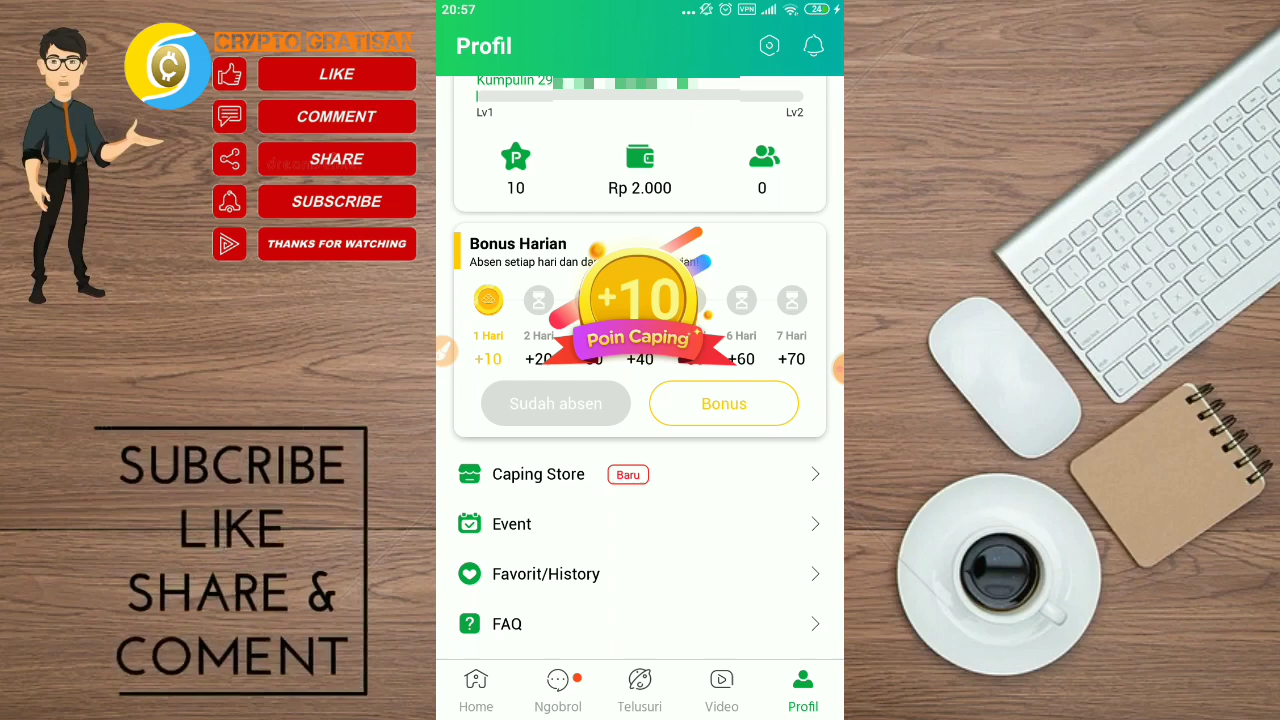 CRYPTO GRATISAN
LIKE
COMMENT
SHARE
SUBSCRIBE
THANKS FOR WATCHING
SUBCRIBE
LIKE
SHARE &
COMENT
20:57
VPN
24
Profil
Kumpulin 29
Lv1 Lv2
P
10 Rp 2.000 0
Bonus Harian
Absen setiap hari dan
+10
Poin Caping
1 Hari 2 Hari 6 Hari 7 Hari
+10 +20 +40 +60 +70
Sudah absen Bonus
Caping Store Baru
Event
Favorit/History
FAQ
Home Ngobrol Telusuri Video Profil